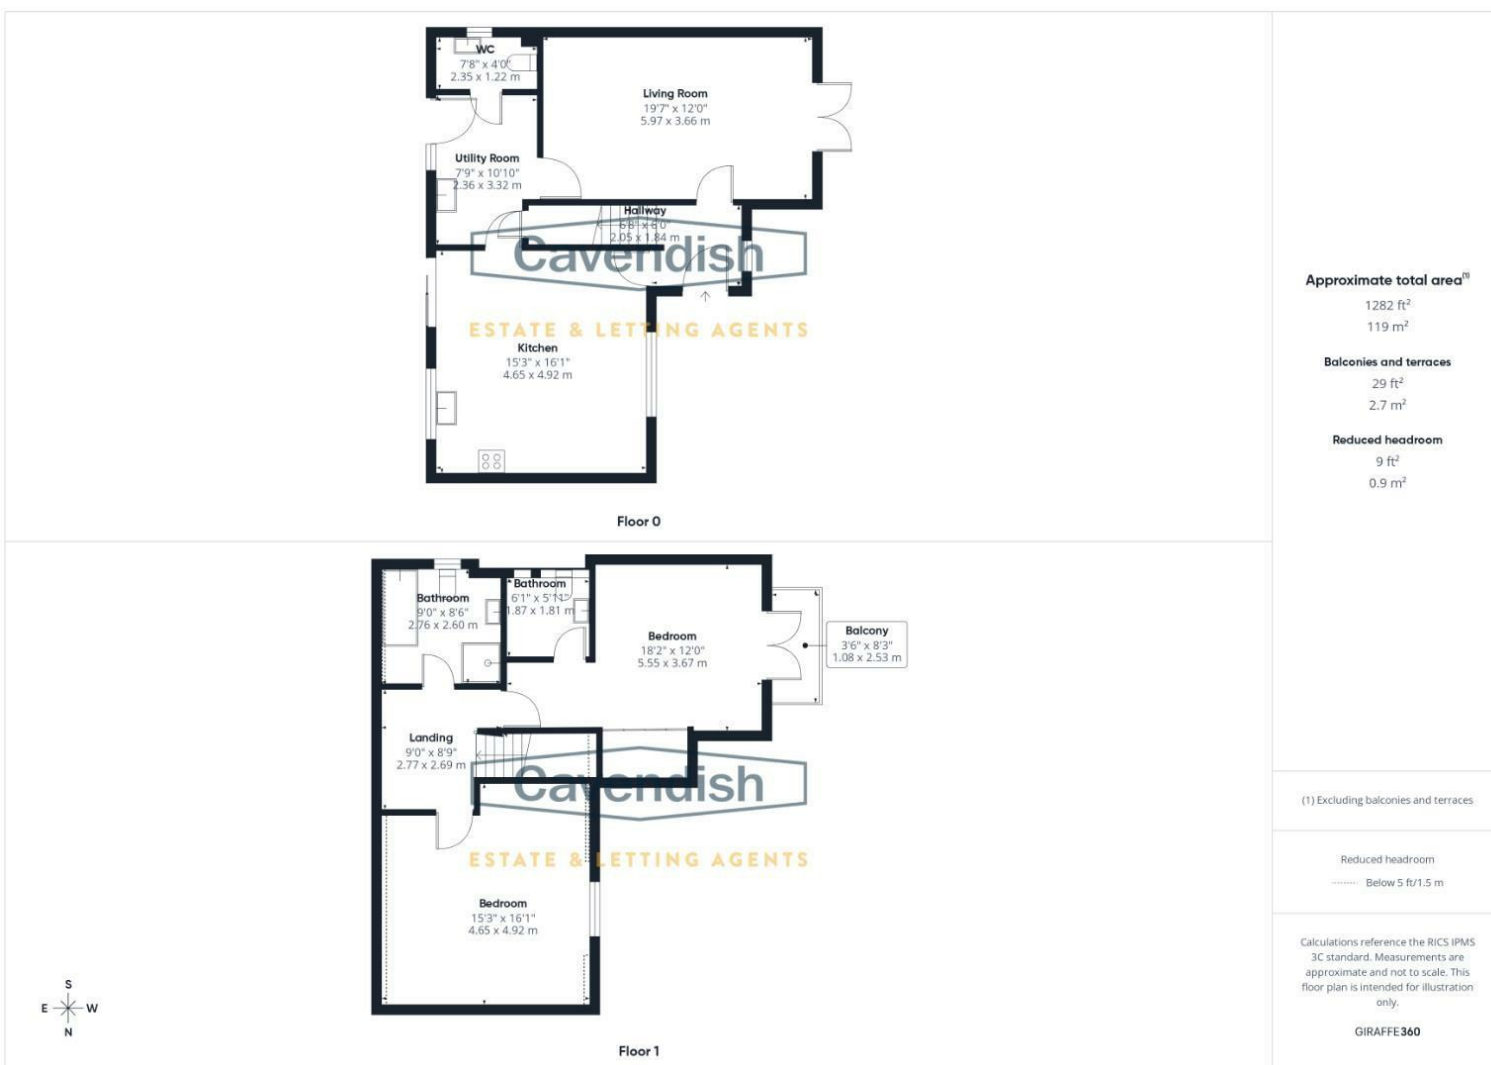 WC
7'8" x 4'0"
2.35 x 1.22 m
Living Room
19'7" x 12'0"
5.97 x 3.66 m
Utility Room
7'9" x 10'10"
2.36 x 3.32 m
Hallway
6'8" x 6'0"
2.05 x 1.84 m
Cavendish
ESTATE & LETTING AGENTS
Kitchen
15'3" x 16'1"
4.65 x 4.92 m
Floor 0
Approximate total area(1)
1282 ft²
119 m²
Balconies and terraces
29 ft²
2.7 m²
Reduced headroom
9 ft²
0.9 m²
Bathroom
9'0" x 8'6"
2.76 x 2.60 m
Bathroom
6'1" x 5'11"
1.87 x 1.81 m
Bedroom
18'2" x 12'0"
5.55 x 3.67 m
Balcony
3'6" x 8'3"
1.08 x 2.53 m
Landing
9'0" x 8'9"
2.77 x 2.69 m
Cavendish
ESTATE & LETTING AGENTS
Bedroom
15'3" x 16'1"
4.65 x 4.92 m
S
E W
N
Floor 1
(1) Excluding balconies and terraces
Reduced headroom
Below 5 ft/1.5 m
Calculations reference the RICS IPMS
3C standard. Measurements are
approximate and not to scale. This
floor plan is intended for illustration
only.
GIRAFFE360